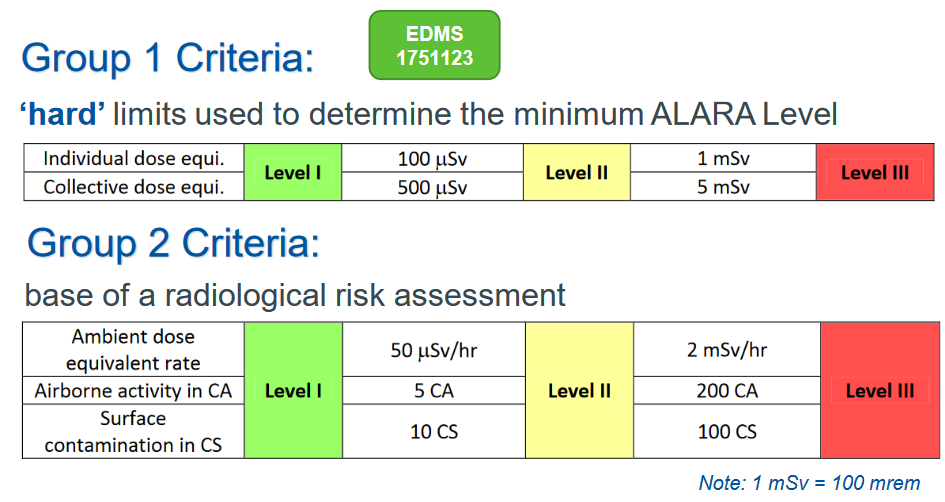 EDMS
1751123
Group 1 Criteria:
‘hard’ limits used to determine the minimum ALARA Level
Individual dose equi. Level I 100 μSv Level II 1 mSv Level III
Collective dose equi. 500 μSv 5 mSv
Group 2 Criteria:
base of a radiological risk assessment
Ambient dose
equivalent rate 50 μSv/hr 2 mSv/hr
Airborne activity in CA Level I 5 CA Level II 200 CA Level III
Surface
contamination in CS 10 CS 100 CS
Note: 1 mSv = 100 mrem